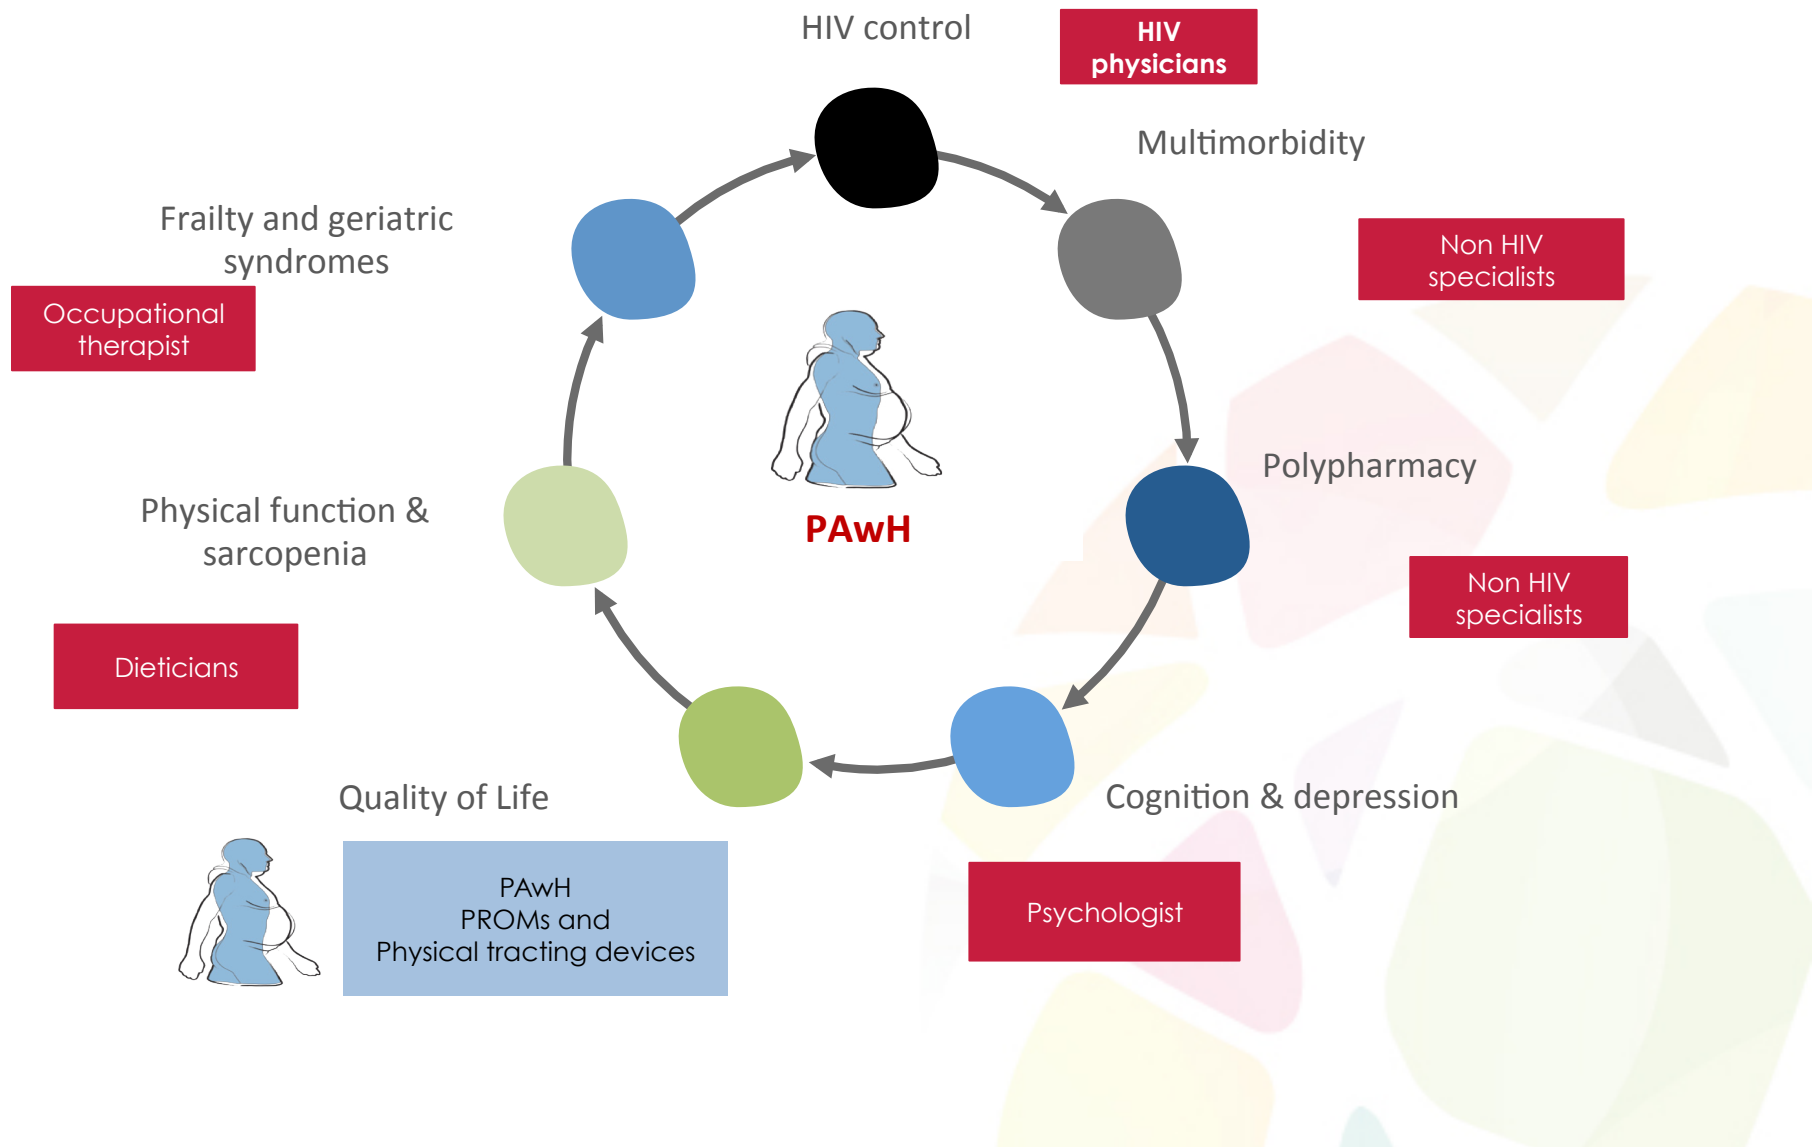 HIV control
HIV
physicians
Multimorbidity
Non HIV
specialists
Polypharmacy
Non HIV
specialists
Cognition & depression
Psychologist
Quality of Life
PAwH
PROMs and
Physical tracting devices
Physical function &
sarcopenia
Dieticians
Frailty and geriatric
syndromes
Occupational
therapist
PAwH